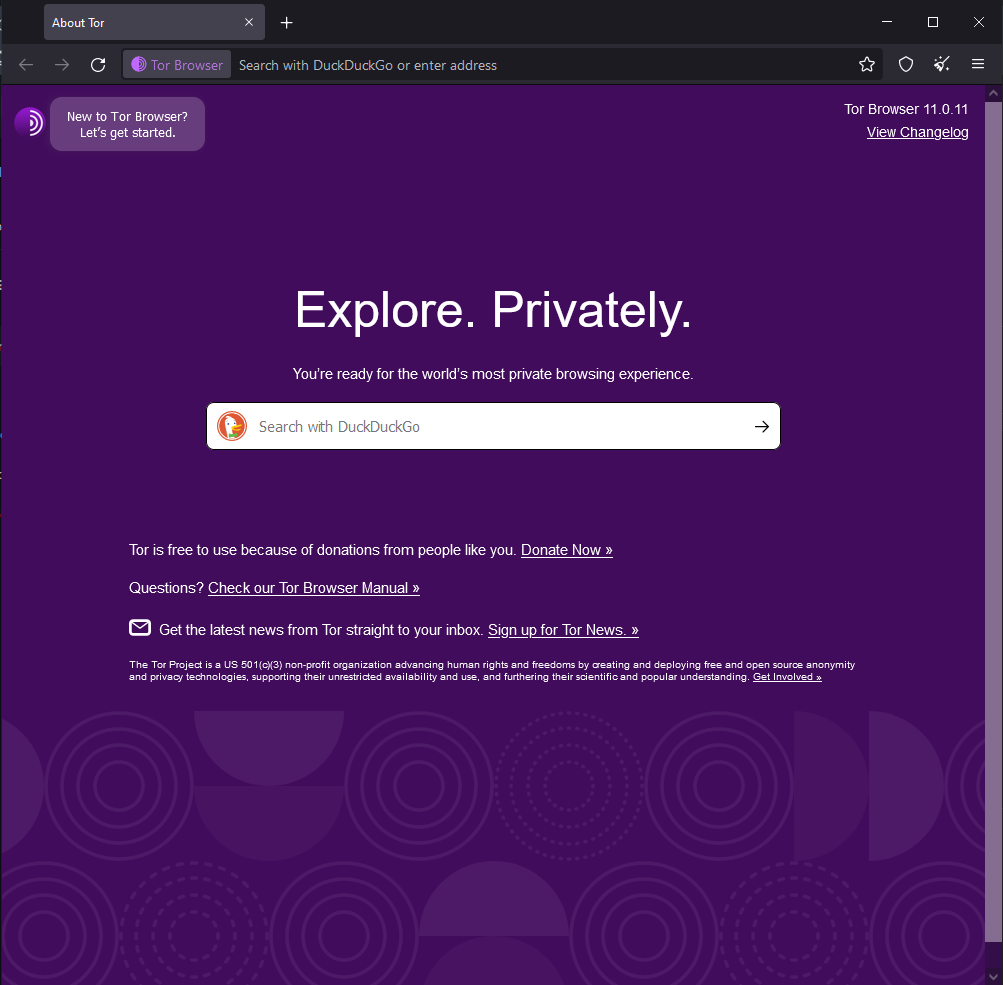 About Tor
Tor Browser
Search with DuckDuckGo or enter address
New to Tor Browser?
Let's get started.
Tor Browser 11.0.11
View Changelog
Explore. Privately.
You're ready for the world's most private browsing experience.
Search with DuckDuckGo
Tor is free to use because of donations from people like you. Donate Now »
Questions? Check our Tor Browser Manual »
Get the latest news from Tor straight to your inbox. Sign up for Tor News. »
The Tor Project is a US 501(c)(3) non-profit organization advancing human rights and freedoms by creating and deploying free and open source anonymity
and privacy technologies, supporting their unrestricted availability and use, and furthering their scientific and popular understanding. Get Involved »